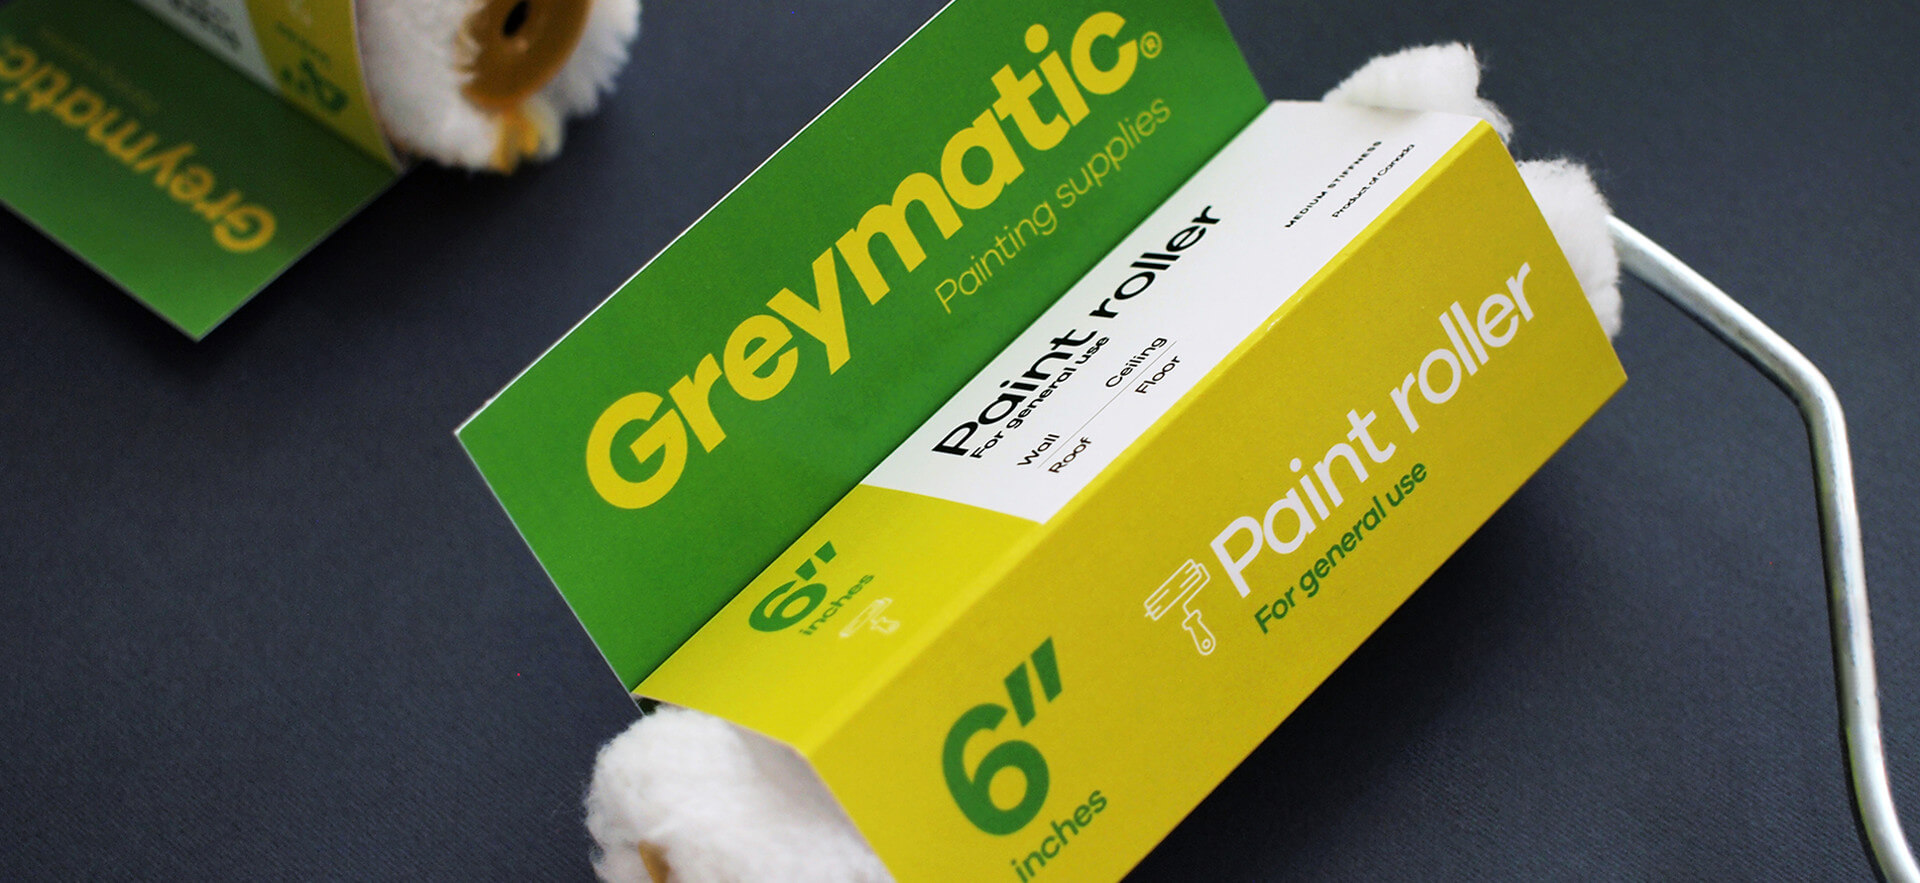 Greymatic®
Painting supplies
Paint roller
For general use
Wall Ceiling
Roof Floor
MEDIUM STIFFNESS
Product of Canada
6″
inches
Paint roller
For general use
6″
inches
Greymatic